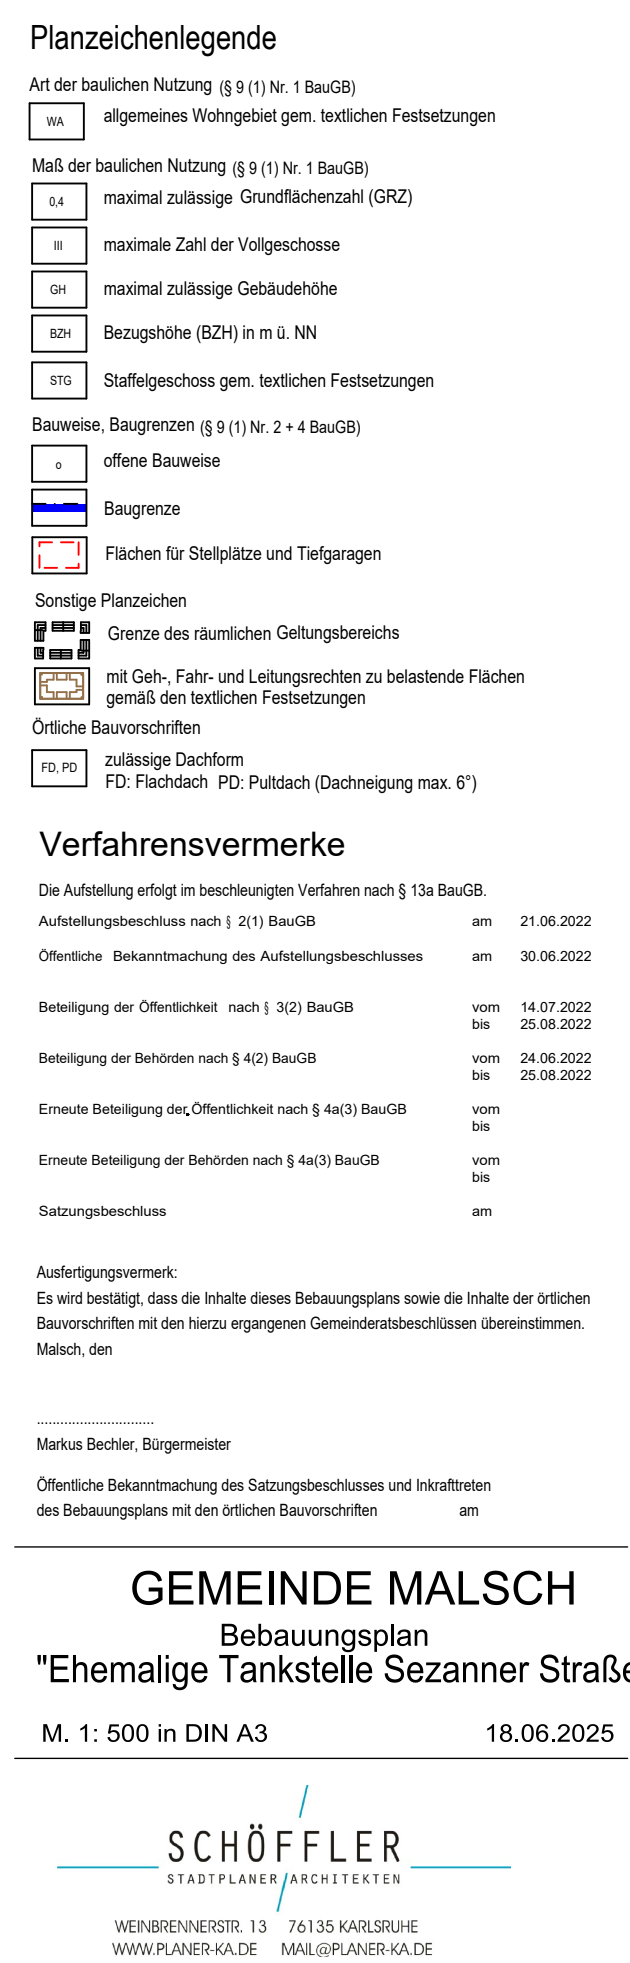 Planzeichenlegende
Art der baulichen Nutzung (§ 9 (1) Nr. 1 BauGB)
WA allgemeines Wohngebiet gem. textlichen Festsetzungen
Maß der baulichen Nutzung (§ 9 (1) Nr. 1 BauGB)
0,4 maximal zulässige Grundflächenzahl (GRZ)
III maximale Zahl der Vollgeschosse
GH maximal zulässige Gebäudehöhe
BZH Bezugshöhe (BZH) in m ü. NN
STG Staffelgeschoss gem. textlichen Festsetzungen
Bauweise, Baugrenzen (§ 9 (1) Nr. 2 + 4 BauGB)
o offene Bauweise
Baugrenze
Flächen für Stellplätze und Tiefgaragen
Sonstige Planzeichen
Grenze des räumlichen Geltungsbereichs
mit Geh-, Fahr- und Leitungsrechten zu belastende Flächen
gemäß den textlichen Festsetzungen
Örtliche Bauvorschriften
FD, PD zulässige Dachform
FD: Flachdach PD: Pultdach (Dachneigung max. 6°)
Verfahrensvermerke
Die Aufstellung erfolgt im beschleunigten Verfahren nach § 13a BauGB.
Aufstellungsbeschluss nach § 2(1) BauGB am 21.06.2022
Öffentliche Bekanntmachung des Aufstellungsbeschlusses am 30.06.2022
Beteiligung der Öffentlichkeit nach § 3(2) BauGB vom 14.07.2022
bis 25.08.2022
Beteiligung der Behörden nach § 4(2) BauGB vom 24.06.2022
bis 25.08.2022
Erneute Beteiligung der Öffentlichkeit nach § 4a(3) BauGB vom
bis
Erneute Beteiligung der Behörden nach § 4a(3) BauGB vom
bis
Satzungsbeschluss am
Ausfertigungsvermerk:
Es wird bestätigt, dass die Inhalte dieses Bebauungsplans sowie die Inhalte der örtlichen
Bauvorschriften mit den hierzu ergangenen Gemeinderatsbeschlüssen übereinstimmen.
Malsch, den
..............................
Markus Bechler, Bürgermeister
Öffentliche Bekanntmachung des Satzungsbeschlusses und Inkrafttreten
des Bebauungsplans mit den örtlichen Bauvorschriften am
GEMEINDE MALSCH
Bebauungsplan
"Ehemalige Tankstelle Sezanner Straße
M. 1: 500 in DIN A3 18.06.2025
SCHÖFFLER
STADTPLANER ARCHITEKTEN
WEINBRENNERSTR. 13 76135 KARLSRUHE
WWW.PLANER-KA.DE MAIL@PLANER-KA.DE